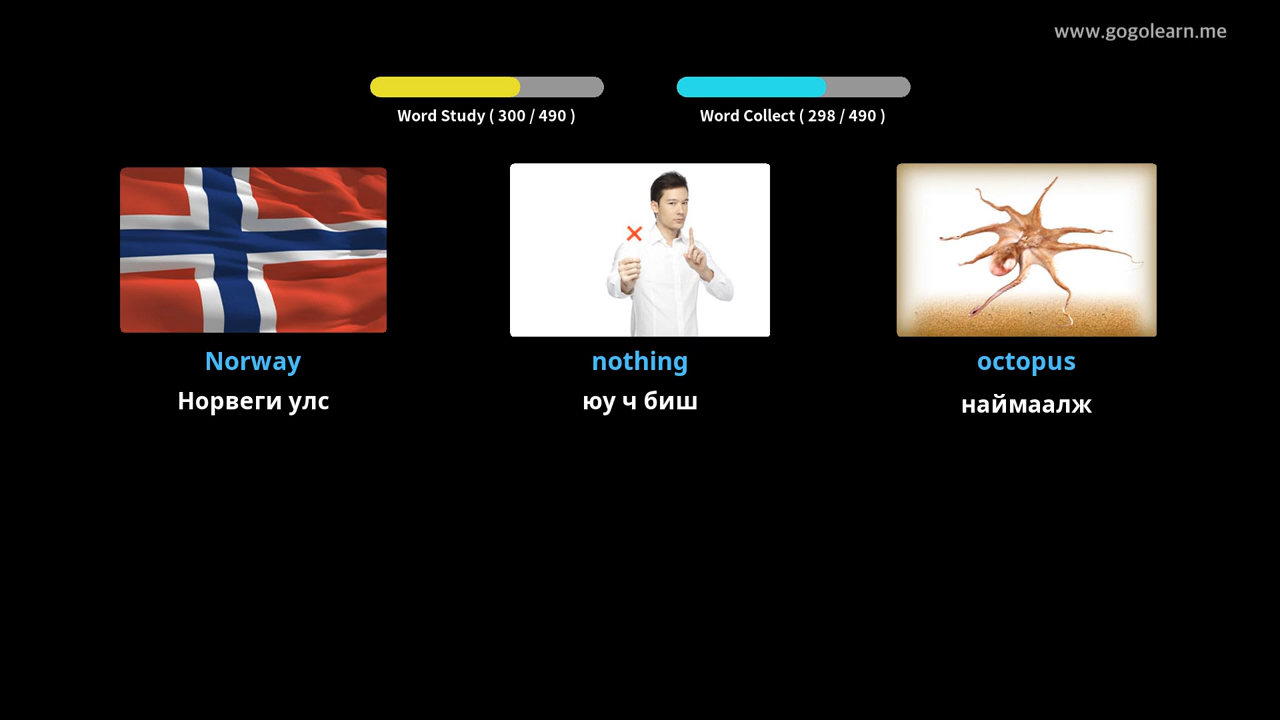 www.gogolearn.me
Word Study ( 300 / 490 )
Word Collect ( 298 / 490 )
Norway
nothing
octopus
Норвеги улс
юу ч биш
наймаалж